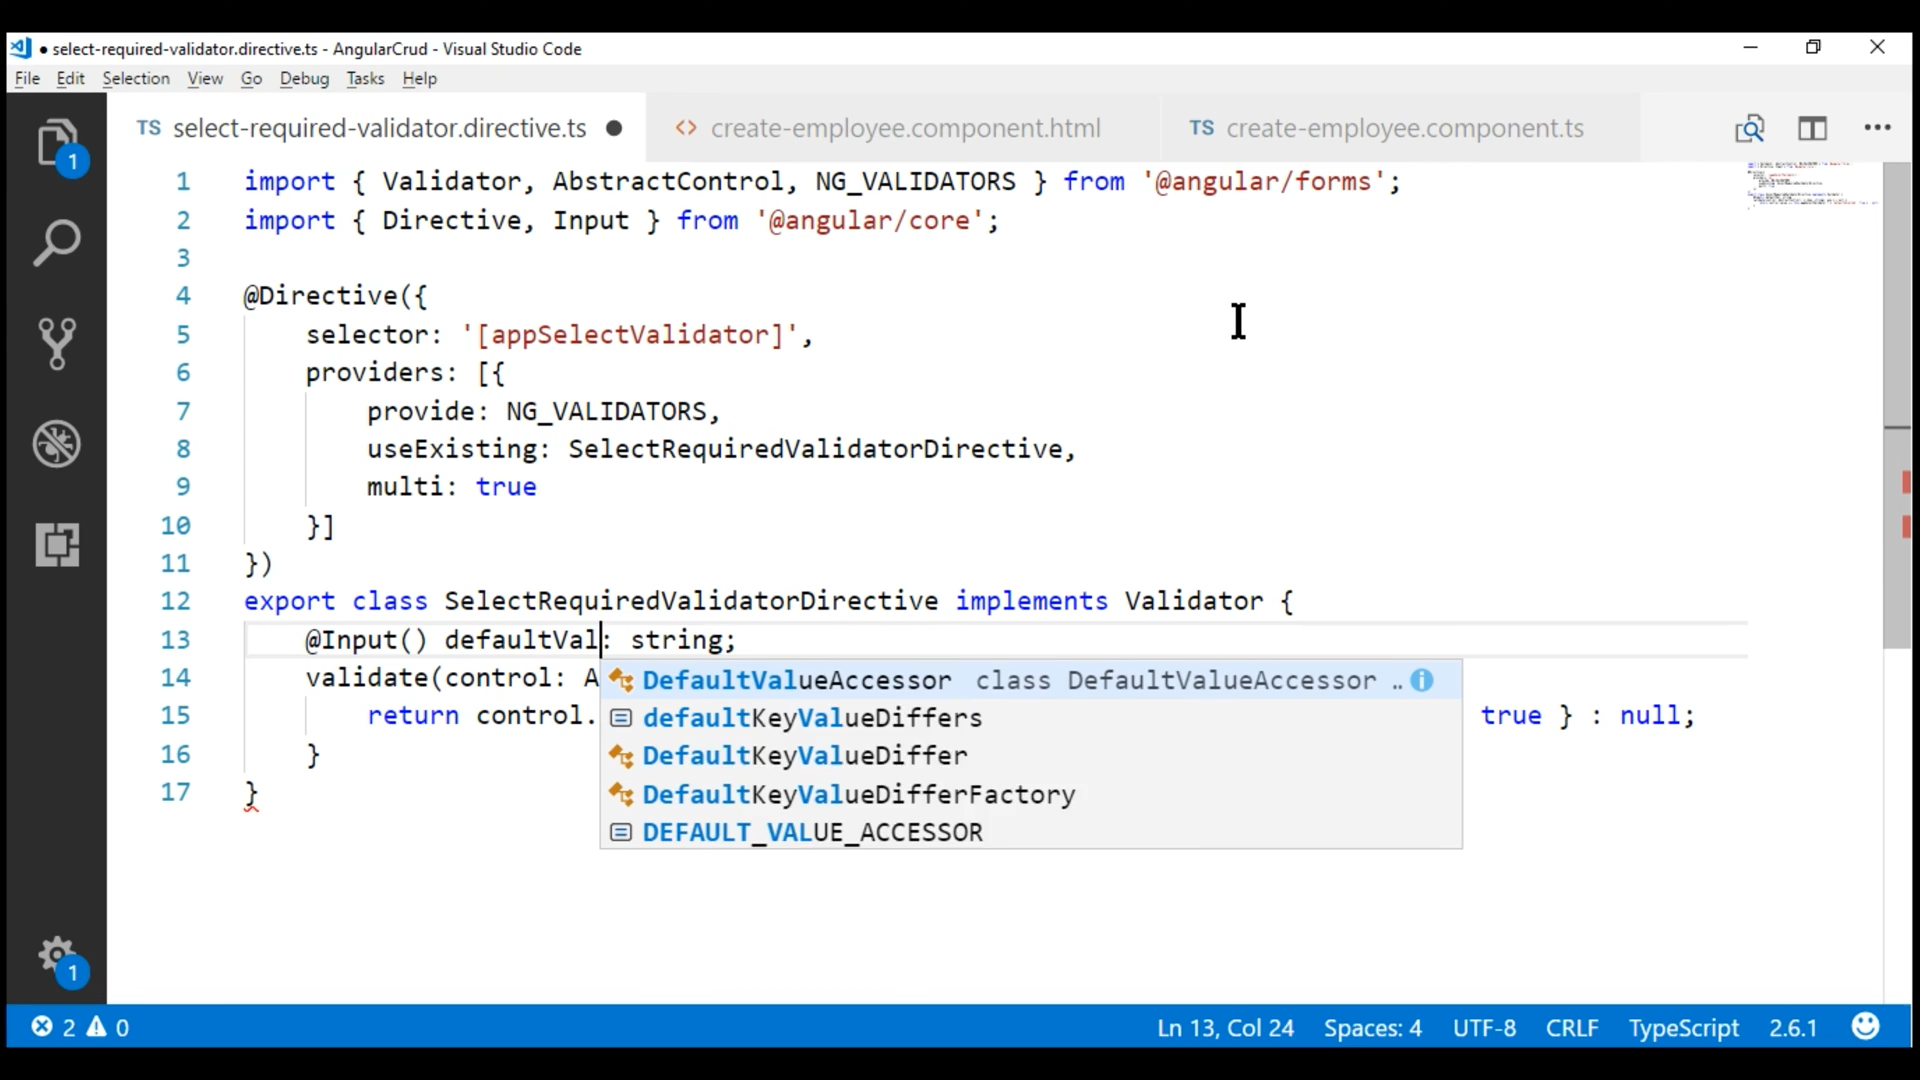 ● select-required-validator.directive.ts - AngularCrud - Visual Studio Code
File Edit Selection View Go Debug Tasks Help
TS select-required-validator.directive.ts ● <> create-employee.component.html TS create-employee.component.ts
1 import { Validator, AbstractControl, NG_VALIDATORS } from '@angular/forms';
2 import { Directive, Input } from '@angular/core';
3
4 @Directive({
5 selector: '[appSelectValidator]',
6 providers: [{
7 provide: NG_VALIDATORS,
8 useExisting: SelectRequiredValidatorDirective,
9 multi: true
10 }]
11 })
12 export class SelectRequiredValidatorDirective implements Validator {
13 @Input() defaultVal: string;
14 validate(control: A
DefaultValueAccessor class DefaultValueAccessor ..
15 return control. true } : null;
defaultKeyValueDiffers
16 }
DefaultKeyValueDiffer
17 }
DefaultKeyValueDifferFactory
DEFAULT_VALUE_ACCESSOR
1
1
2 0 Ln 13, Col 24 Spaces: 4 UTF-8 CRLF TypeScript 2.6.1